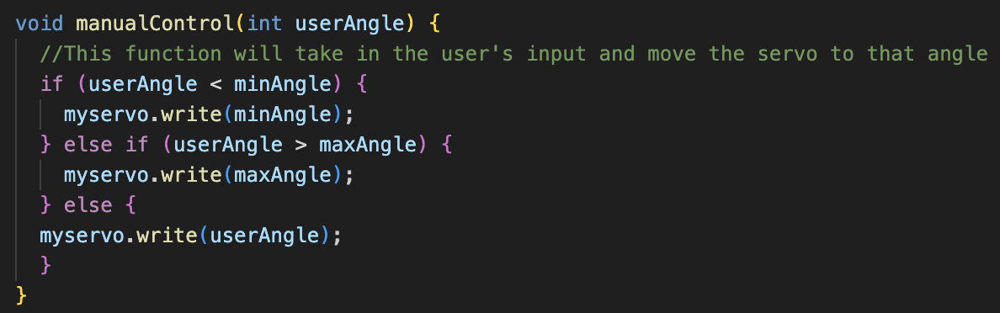 void manualControl(int userAngle) {
  //This function will take in the user's input and move the servo to that angle
  if (userAngle < minAngle) {
    myservo.write(minAngle);
  } else if (userAngle > maxAngle) {
    myservo.write(maxAngle);
  } else {
  myservo.write(userAngle);
  }
}